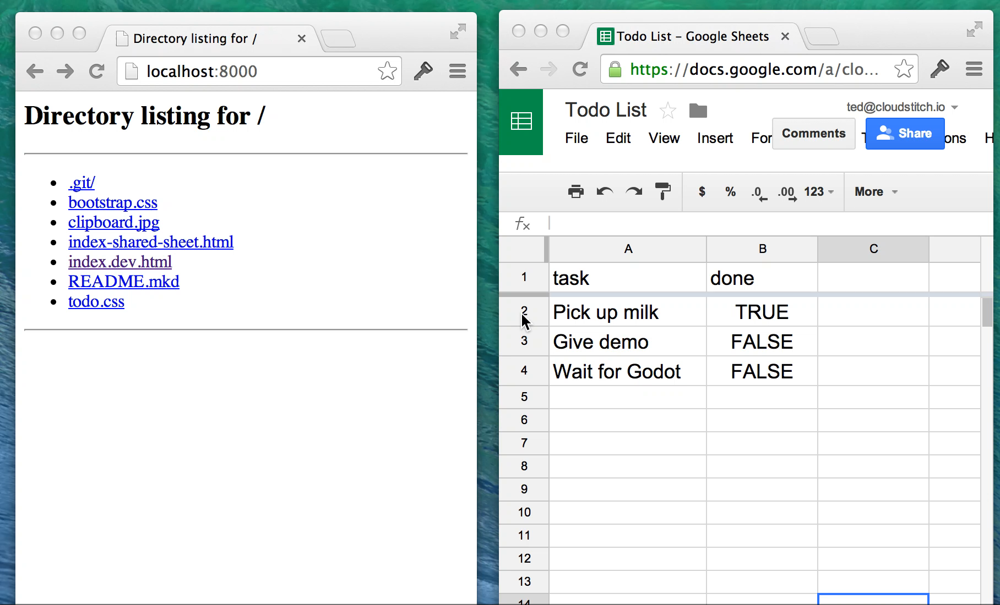 Directory listing for /
localhost:8000
Directory listing for /
.git/
bootstrap.css
clipboard.jpg
index-shared-sheet.html
index.dev.html
README.mkd
todo.css
Todo List – Google Sheets
https://docs.google.com/a/clo...
Todo List
ted@cloudstitch.io
File Edit View Insert For Comments T Share ons H
$ % .0 .00 123 More
fx
A B C
1 task done
2 Pick up milk TRUE
3 Give demo FALSE
4 Wait for Godot FALSE
5
6
7
8
9
10
11
12
13
14